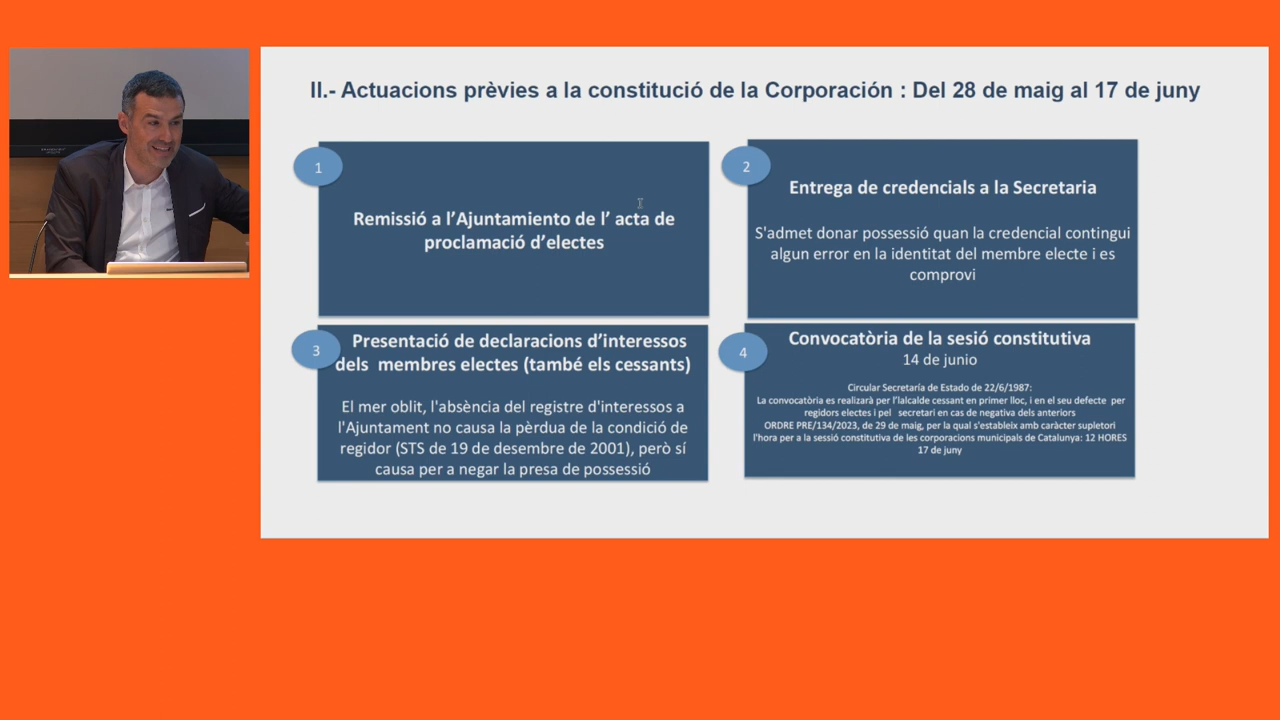 II.- Actuacions prèvies a la constitució de la Corporación : Del 28 de maig al 17 de juny
1
Remissió a l’Ajuntamiento de l’ acta de
proclamació d’electes
2
Entrega de credencials a la Secretaria
S'admet donar possessió quan la credencial contingui
algun error en la identitat del membre electe i es
comprovi
3
Presentació de declaracions d’interessos
dels membres electes (també els cessants)
El mer oblit, l'absència del registre d'interessos a
l'Ajuntament no causa la pèrdua de la condició de
regidor (STS de 19 de desembre de 2001), però sí
causa per a negar la presa de possessió
4
Convocatòria de la sesió constitutiva
14 de junio
Circular Secretaría de Estado de 22/6/1987:
La convocatòria es realizarà per l’lalcalde cessant en primer lloc, i en el seu defecte per
regidors electes i pel secretari en cas de negativa dels anteriors
ORDRE PRE/134/2023, de 29 de maig, per la qual s'estableix amb caràcter supletori
l'hora per a la sessió constitutiva de les corporacions municipals de Catalunya: 12 HORES
17 de juny